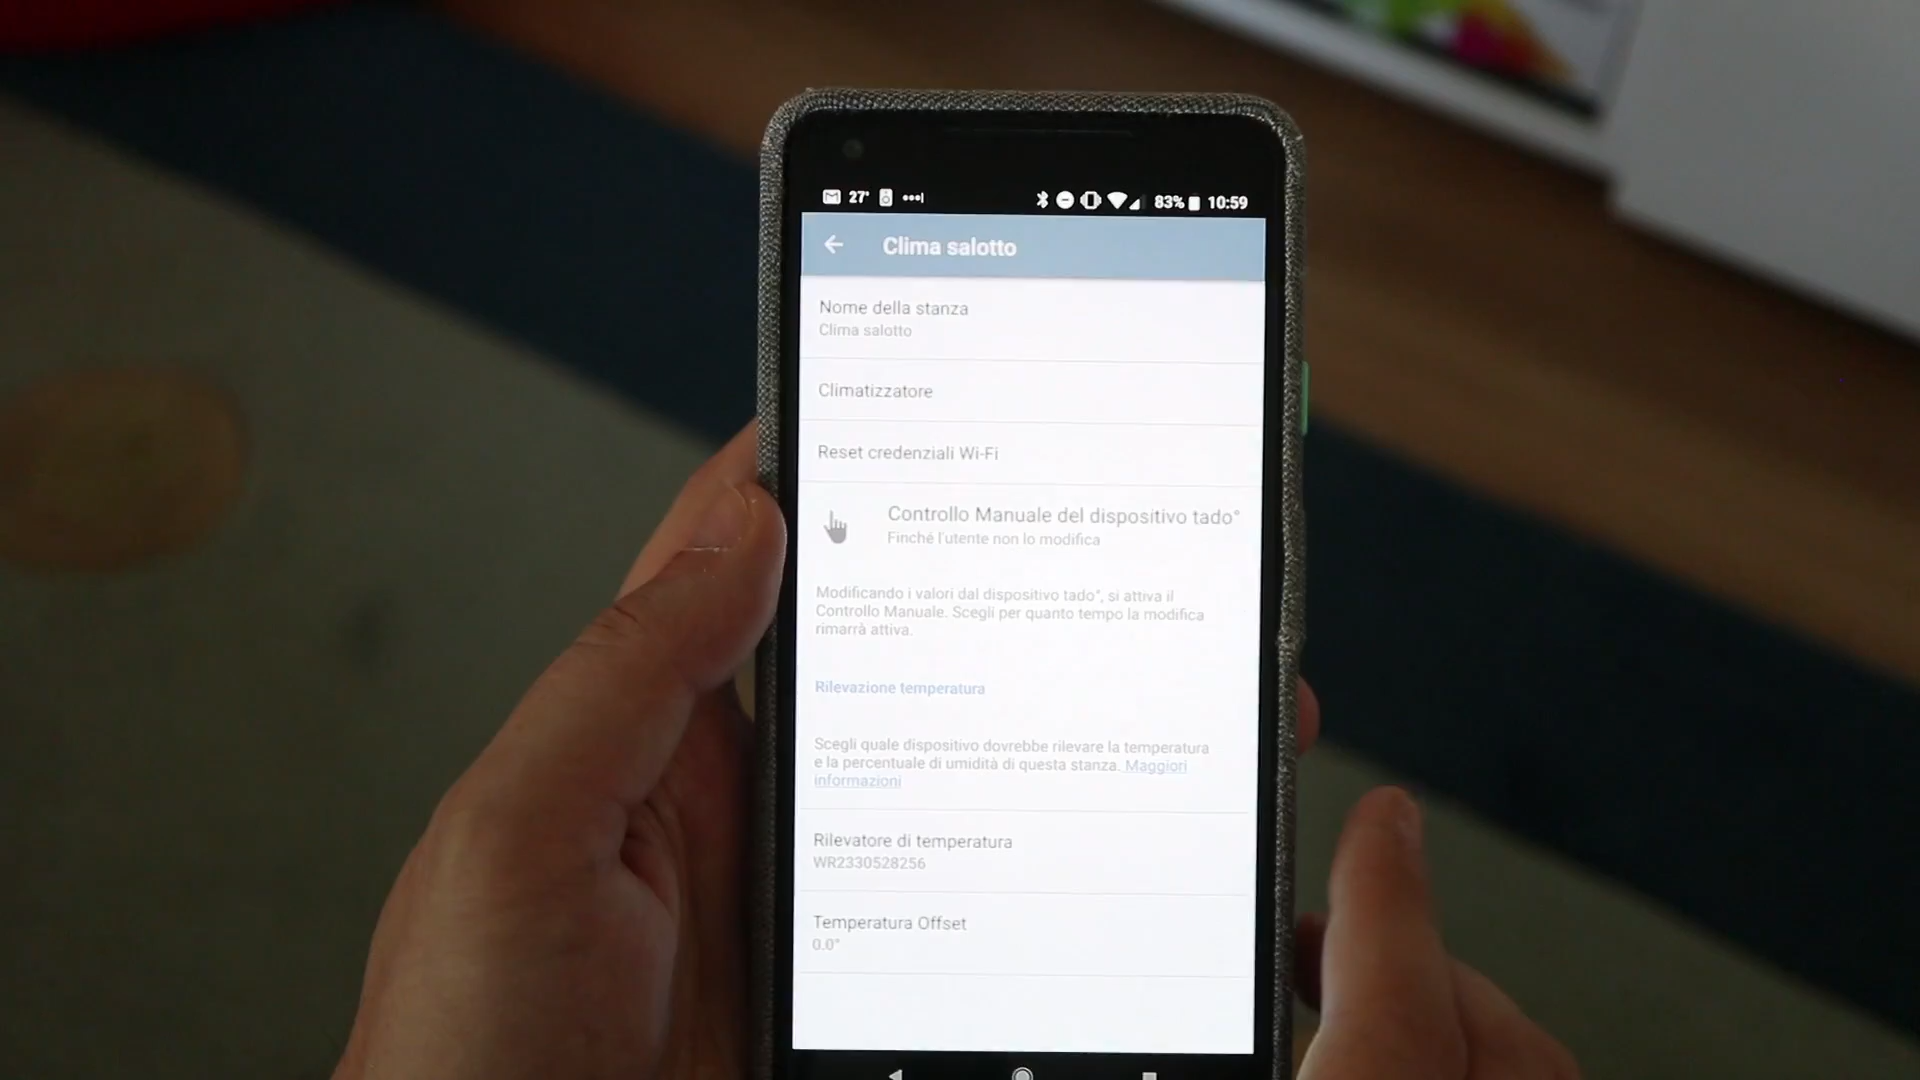 27° 83% 10:59
Clima salotto
Nome della stanza
Clima salotto
Climatizzatore
Reset credenziali Wi-Fi
Controllo Manuale del dispositivo tado°
Finché l'utente non lo modifica
Modificando i valori dal dispositivo tado°, si attiva il
Controllo Manuale. Scegli per quanto tempo la modifica
rimarrà attiva.
Rilevazione temperatura
Scegli quale dispositivo dovrebbe rilevare la temperatura
e la percentuale di umidità di questa stanza. Maggiori
informazioni
Rilevatore di temperatura
WR2330528256
Temperatura Offset
0.0°